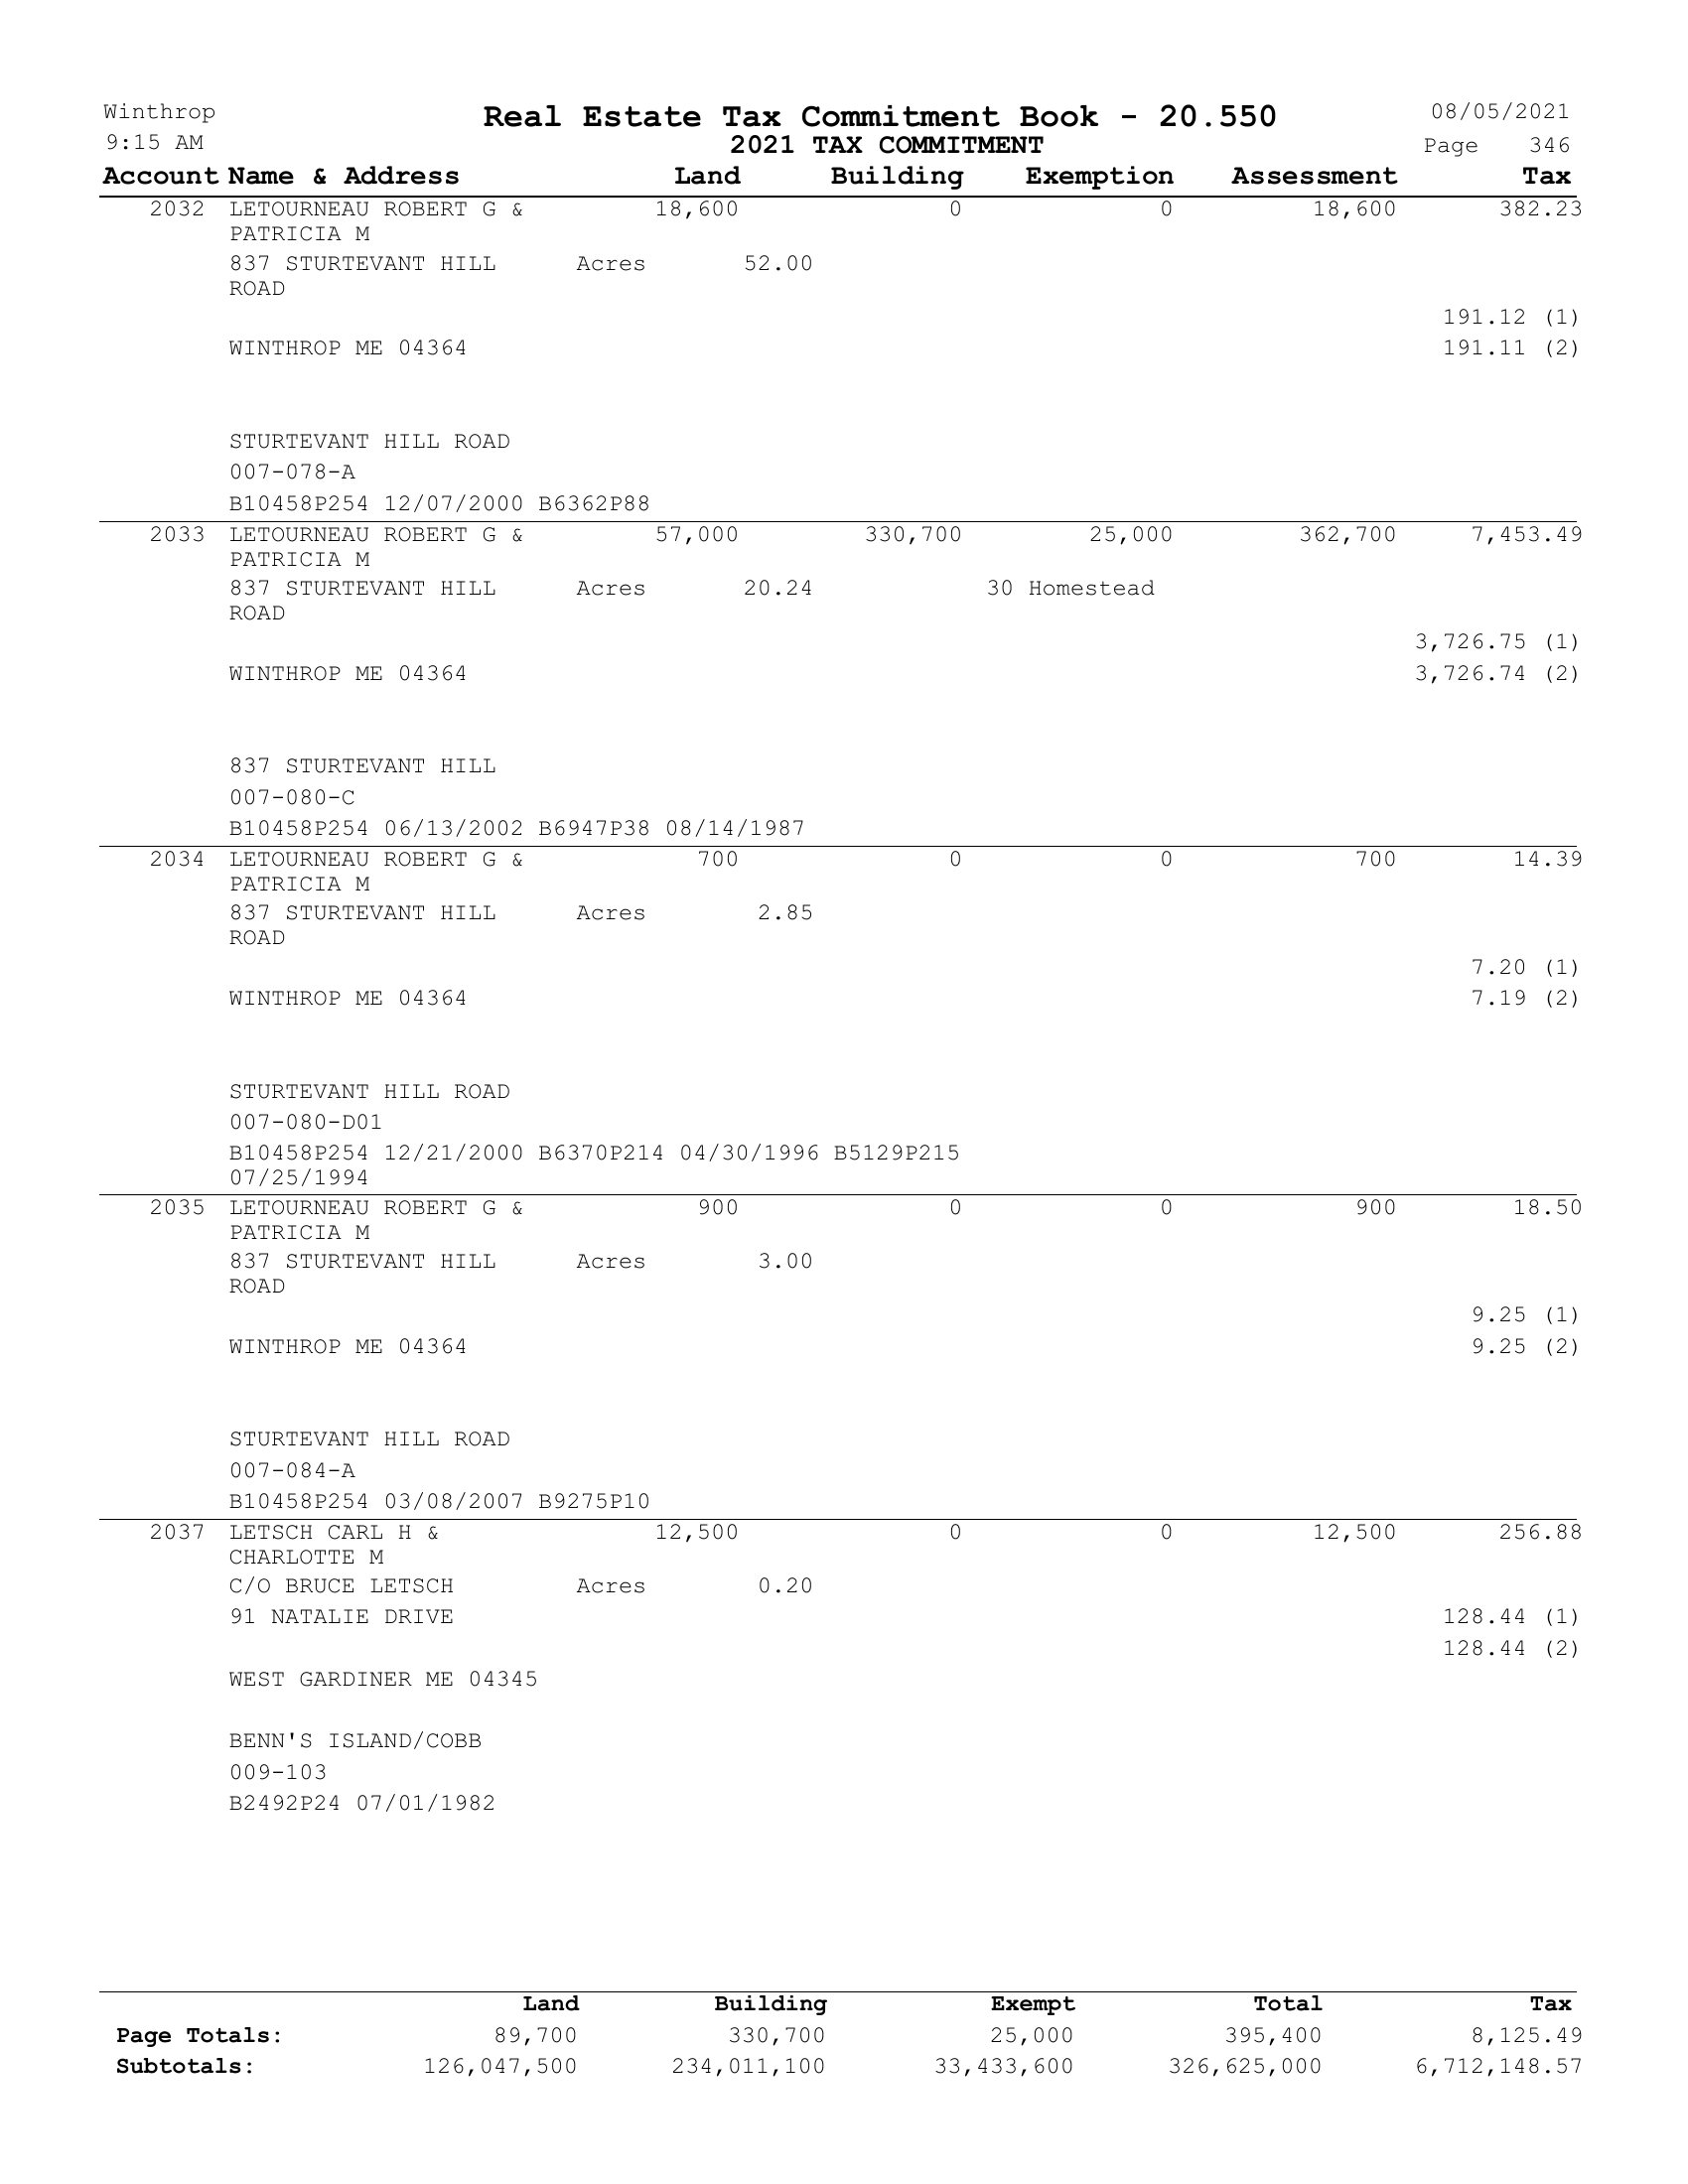 Winthrop Real Estate Tax Commitment Book - 20.550 08/05/2021
9:15 AM 2021 TAX COMMITMENT Page 346
Account Name & Address Land Building Exemption Assessment Tax
2032 LETOURNEAU ROBERT G & 18,600 0 0 18,600 382.23
PATRICIA M
837 STURTEVANT HILL Acres 52.00
ROAD
191.12 (1)
WINTHROP ME 04364 191.11 (2)
STURTEVANT HILL ROAD
007-078-A
B10458P254 12/07/2000 B6362P88
2033 LETOURNEAU ROBERT G & 57,000 330,700 25,000 362,700 7,453.49
PATRICIA M
837 STURTEVANT HILL Acres 20.24 30 Homestead
ROAD
3,726.75 (1)
WINTHROP ME 04364 3,726.74 (2)
837 STURTEVANT HILL
007-080-C
B10458P254 06/13/2002 B6947P38 08/14/1987
2034 LETOURNEAU ROBERT G & 700 0 0 700 14.39
PATRICIA M
837 STURTEVANT HILL Acres 2.85
ROAD
7.20 (1)
WINTHROP ME 04364 7.19 (2)
STURTEVANT HILL ROAD
007-080-D01
B10458P254 12/21/2000 B6370P214 04/30/1996 B5129P215
07/25/1994
2035 LETOURNEAU ROBERT G & 900 0 0 900 18.50
PATRICIA M
837 STURTEVANT HILL Acres 3.00
ROAD
9.25 (1)
WINTHROP ME 04364 9.25 (2)
STURTEVANT HILL ROAD
007-084-A
B10458P254 03/08/2007 B9275P10
2037 LETSCH CARL H & 12,500 0 0 12,500 256.88
CHARLOTTE M
C/O BRUCE LETSCH Acres 0.20
91 NATALIE DRIVE 128.44 (1)
128.44 (2)
WEST GARDINER ME 04345
BENN'S ISLAND/COBB
009-103
B2492P24 07/01/1982
Land Building Exempt Total Tax
Page Totals: 89,700 330,700 25,000 395,400 8,125.49
Subtotals: 126,047,500 234,011,100 33,433,600 326,625,000 6,712,148.57